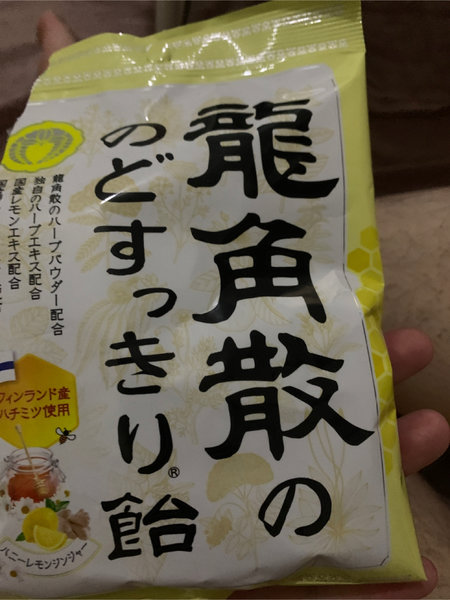 龍角散の
のどすっきり飴®
龍角散のハーブパウダー配合
独自のハーブエキス配合
国産レモンエキス配合
フィンランド産
ハチミツ使用
ハニーレモンジンジャー